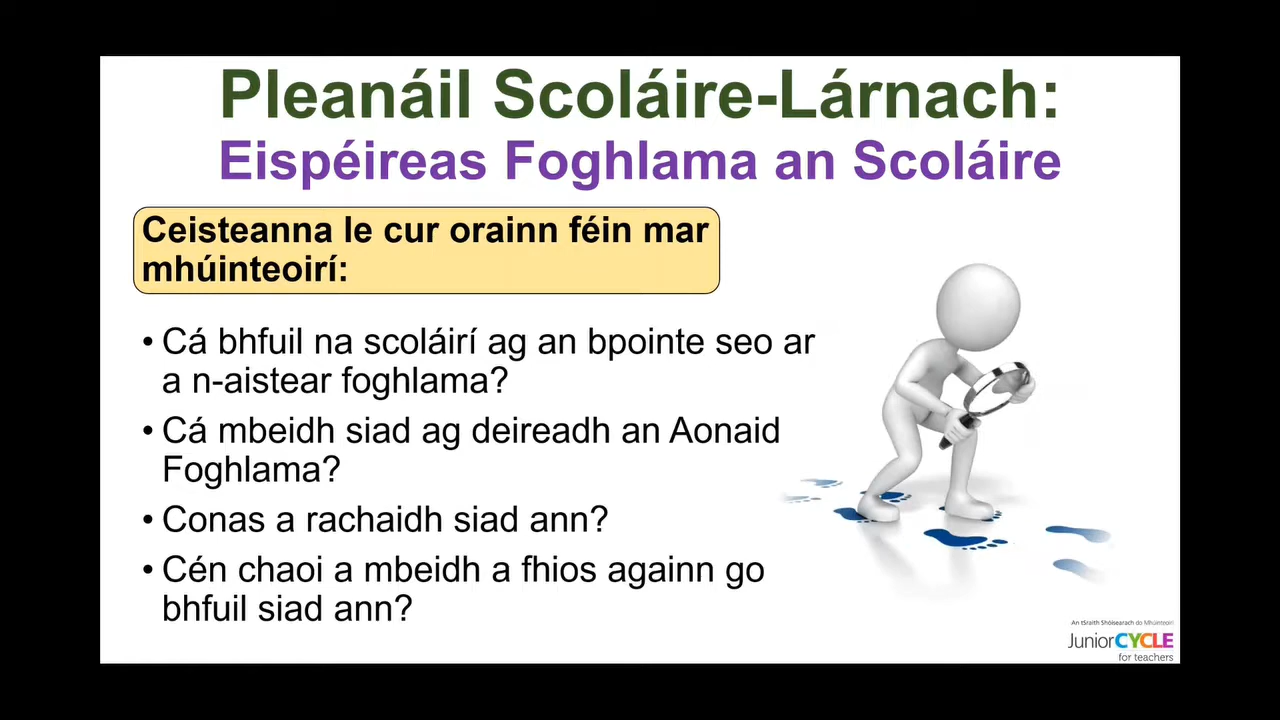 Pleanáil Scoláire-Lárnach:
Eispéireas Foghlama an Scoláire
Ceisteanna le cur orainn féin mar
mhúinteoirí:
• Cá bhfuil na scoláirí ag an bpointe seo ar
a n-aistear foghlama?
• Cá mbeidh siad ag deireadh an Aonaid
Foghlama?
• Conas a rachaidh siad ann?
• Cén chaoi a mbeidh a fhios againn go
bhfuil siad ann?
An tSraith Shóisearach do Mhúinteoirí
JuniorCYCLE
for teachers